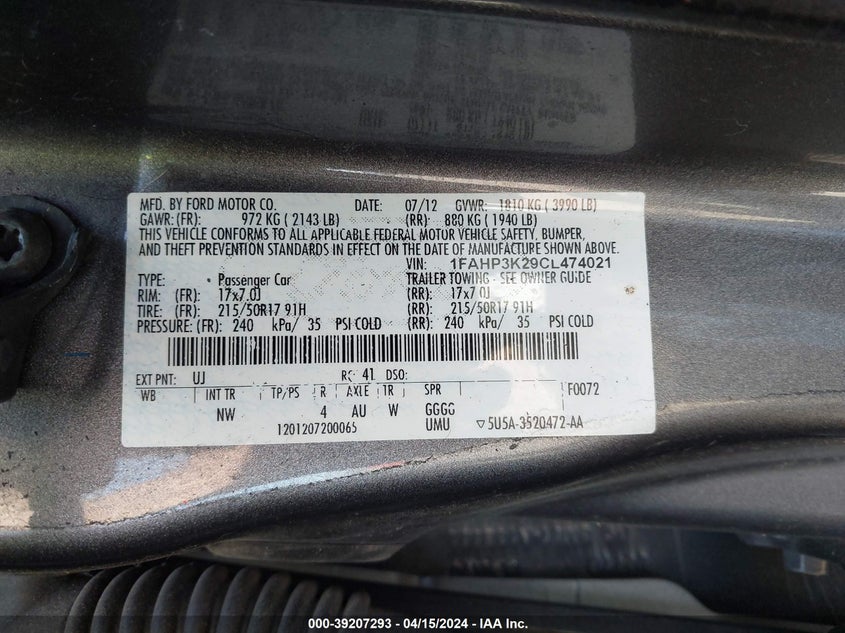 MFD. BY FORD MOTOR CO. DATE: 07/12 GVWR: 1810 KG ( 3990 LB)
GAWR: (FR) 972 KG ( 2143 LB) (RR): 880 KG ( 1940 LB)
THIS VEHICLE CONFORMS TO ALL APPLICABLE FEDERAL MOTOR VEHICLE SAFETY, BUMPER,
AND THEFT PREVENTION STANDARDS IN EFFECT ON THE DATE OF MANUFACTURE SHOWN ABOVE.
VIN: 1FAHP3K29CL474021
TYPE: Passenger Car TRAILER TOWING - SEE OWNER GUIDE
RIM: (FR) 17x7.0J (RR) 17x7.0J
TIRE: (FR) 215/50R17 91H (RR) 215/50R17 91H
PRESSURE: (FR) 240 kPa/ 35 PSI COLD (RR) 240 kPa/ 35 PSI COLD
EXT PNT: UJ 41 DSO:
WB INT TR TP/PS R AXLE TR SPR F0072
NW 4 AU W GGGG
1201207200065 UMU ▽5U5A-3520472-AA
000-39207293 - 04/15/2024 - IAA Inc.